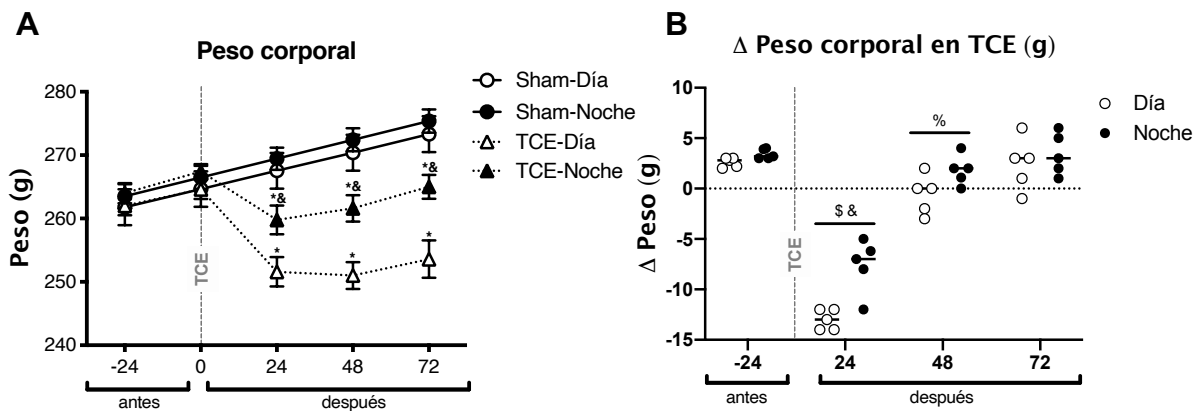 A
Peso corporal
Peso (g)
280
270
260
250
240
TCE
*&
*&
*&
*
*
*
-24
0
24
48
72
antes
después
Sham-Día
Sham-Noche
TCE-Día
TCE-Noche
B
Δ Peso corporal en TCE (g)
Δ Peso (g)
10
5
0
-5
-10
-15
TCE
$ &
%
-24
24
48
72
antes
después
Día
Noche